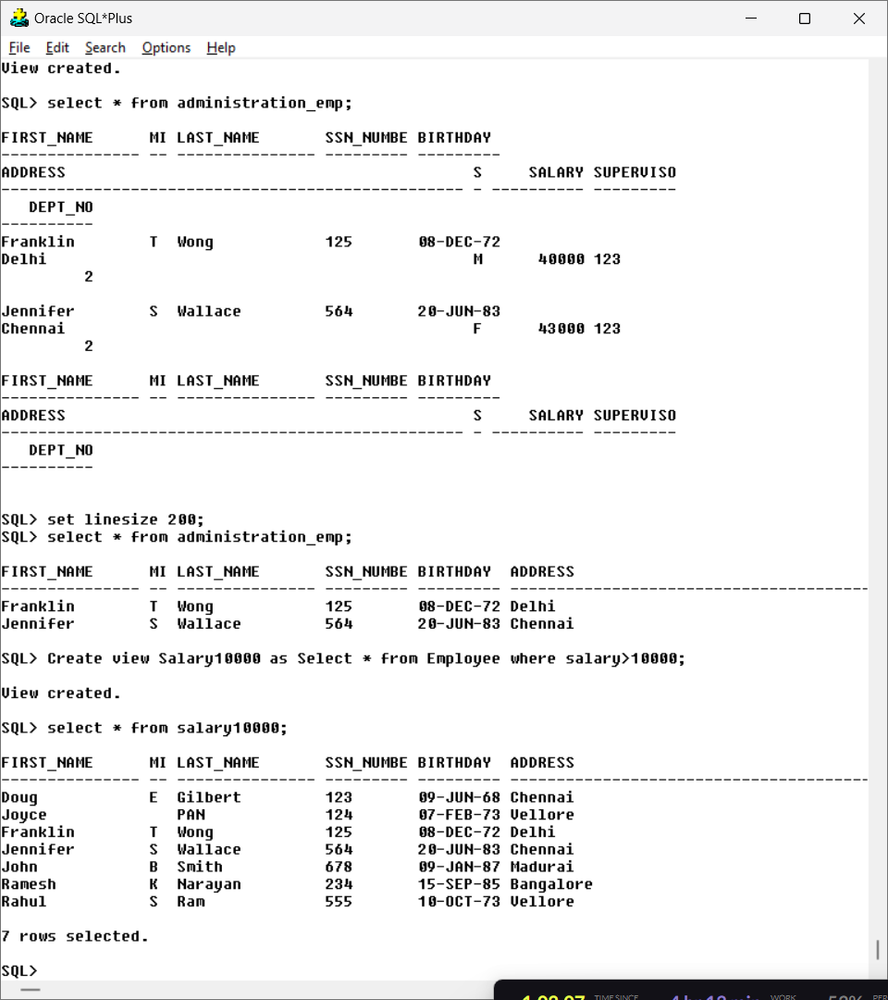 Oracle SQL*Plus
File Edit Search Options Help
View created.
SQL> select * from administration_emp;
FIRST_NAME      MI LAST_NAME       SSN_NUMBE BIRTHDAY
--------------- -- --------------- --------- ---------
ADDRESS                                            S     SALARY SUPERVISO
-------------------------------------------------- - ---------- ---------
   DEPT_NO
----------
Franklin        T  Wong            125       08-DEC-72
Delhi                                              M      40000 123
         2
Jennifer        S  Wallace         564       20-JUN-83
Chennai                                            F      43000 123
         2
FIRST_NAME      MI LAST_NAME       SSN_NUMBE BIRTHDAY
--------------- -- --------------- --------- ---------
ADDRESS                                            S     SALARY SUPERVISO
-------------------------------------------------- - ---------- ---------
   DEPT_NO
----------
SQL> set linesize 200;
SQL> select * from administration_emp;
FIRST_NAME      MI LAST_NAME       SSN_NUMBE BIRTHDAY  ADDRESS
--------------- -- --------------- --------- --------- ---------------------------------------
Franklin        T  Wong            125       08-DEC-72 Delhi
Jennifer        S  Wallace         564       20-JUN-83 Chennai
SQL> Create view Salary10000 as Select * from Employee where salary>10000;
View created.
SQL> select * from salary10000;
FIRST_NAME      MI LAST_NAME       SSN_NUMBE BIRTHDAY  ADDRESS
--------------- -- --------------- --------- --------- ---------------------------------------
Doug            E  Gilbert         123       09-JUN-68 Chennai
Joyce              PAN             124       07-FEB-73 Vellore
Franklin        T  Wong            125       08-DEC-72 Delhi
Jennifer        S  Wallace         564       20-JUN-83 Chennai
John            B  Smith           678       09-JAN-87 Madurai
Ramesh          K  Narayan         234       15-SEP-85 Bangalore
Rahul           S  Ram             555       10-OCT-73 Vellore
7 rows selected.
SQL>
TIME SINCE WORK